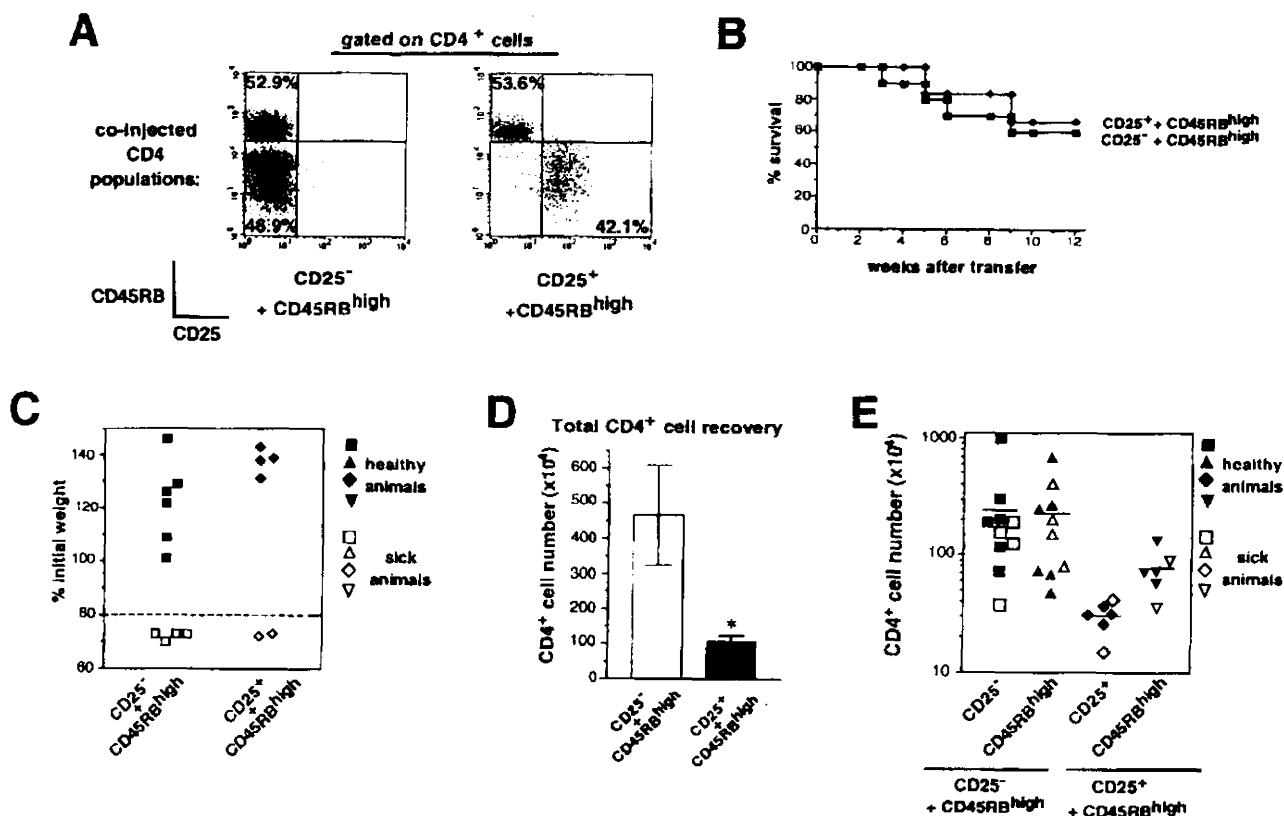 A
gated on CD4 + cells
52.9%
53.6%
co-injected
CD4
populations:
46.9%
42.1%
CD45RB
CD25
CD25-
+ CD45RBhigh
CD25+
+CD45RBhigh
B
% survival
100
80
60
40
20
0
0 2 4 6 8 10 12
weeks after transfer
CD25+ + CD45RBhigh
CD25- + CD45RBhigh
C
% initial weight
140
120
100
80
60
CD25-
+
CD45RBhigh
CD25+
+
CD45RBhigh
healthy
animals
sick
animals
D
Total CD4+ cell recovery
CD4+ cell number (x104)
600
500
400
300
200
100
0
*
CD25-
+
CD45RBhigh
CD25+
+
CD45RBhigh
E
CD4+ cell number (x104)
1000
100
10
CD25-
CD45RBhigh
CD25+
CD45RBhigh
CD25-
+ CD45RBhigh
CD25+
+ CD45RBhigh
healthy
animals
sick
animals